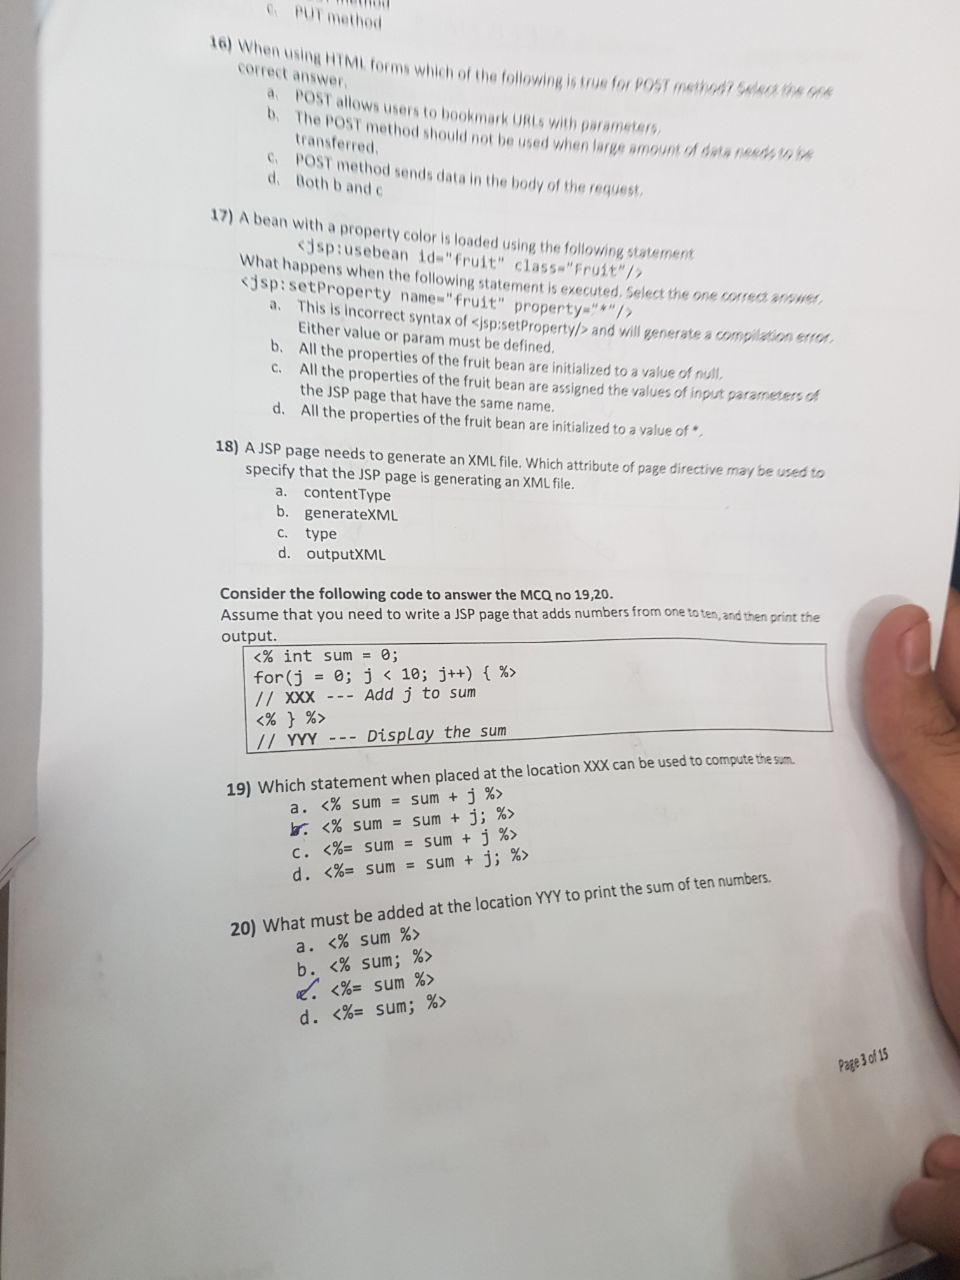 c. PUT method
16) When using HTML forms which of the following is true for POST method? Select the one
correct answer.
a. POST allows users to bookmark URLs with parameters.
b. The POST method should not be used when large amount of data needs to be
transferred.
c. POST method sends data in the body of the request.
d. Both b and c
17) A bean with a property color is loaded using the following statement
<jsp:usebean id="fruit" class="Fruit"/>
What happens when the following statement is executed. Select the one correct answer.
<jsp:setProperty name="fruit" property="*"/>
a. This is incorrect syntax of <jsp:setProperty/> and will generate a compilation error.
Either value or param must be defined.
b. All the properties of the fruit bean are initialized to a value of null.
c. All the properties of the fruit bean are assigned the values of input parameters of
the JSP page that have the same name.
d. All the properties of the fruit bean are initialized to a value of *.
18) A JSP page needs to generate an XML file. Which attribute of page directive may be used to
specify that the JSP page is generating an XML file.
a. contentType
b. generateXML
c. type
d. outputXML
Consider the following code to answer the MCQ no 19,20.
Assume that you need to write a JSP page that adds numbers from one to ten, and then print the
output.
<% int sum = 0;
for(j = 0; j < 10; j++) { %>
// XXX --- Add j to sum
<% } %>
// YYY --- Display the sum
19) Which statement when placed at the location XXX can be used to compute the sum.
a. <% sum = sum + j %>
b. <% sum = sum + j; %>
c. <%= sum = sum + j %>
d. <%= sum = sum + j; %>
20) What must be added at the location YYY to print the sum of ten numbers.
a. <% sum %>
b. <% sum; %>
c. <%= sum %>
d. <%= sum; %>
Page 3 of 15